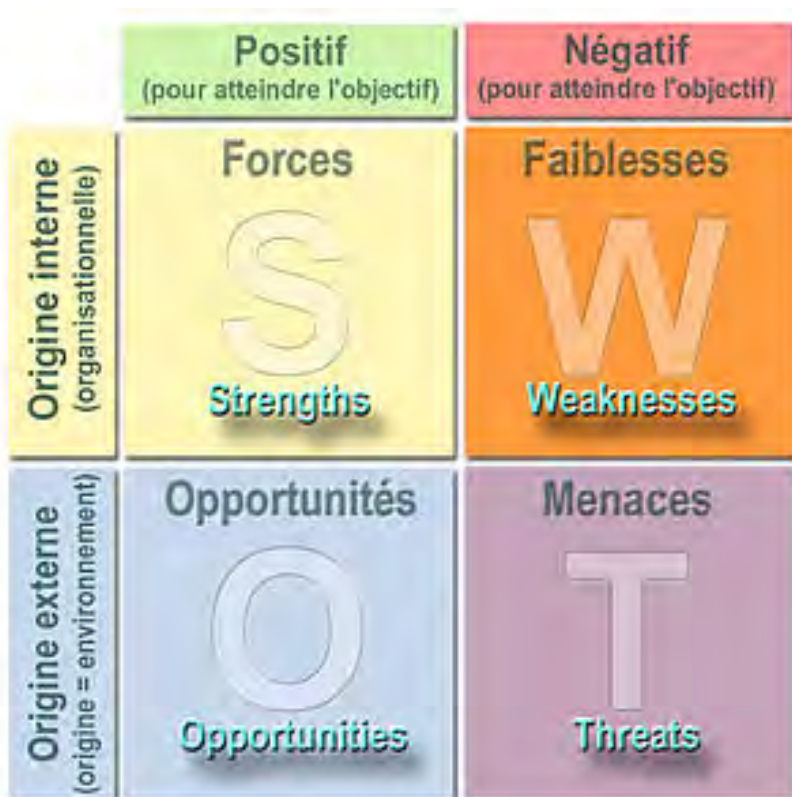 Positif
(pour atteindre l'objectif)
Négatif
(pour atteindre l'objectif)
Origine interne
(organisationnelle)
Forces
S
Strengths
Faiblesses
W
Weaknesses
Origine externe
(origine = environnement)
Opportunités
O
Opportunities
Menaces
T
Threats